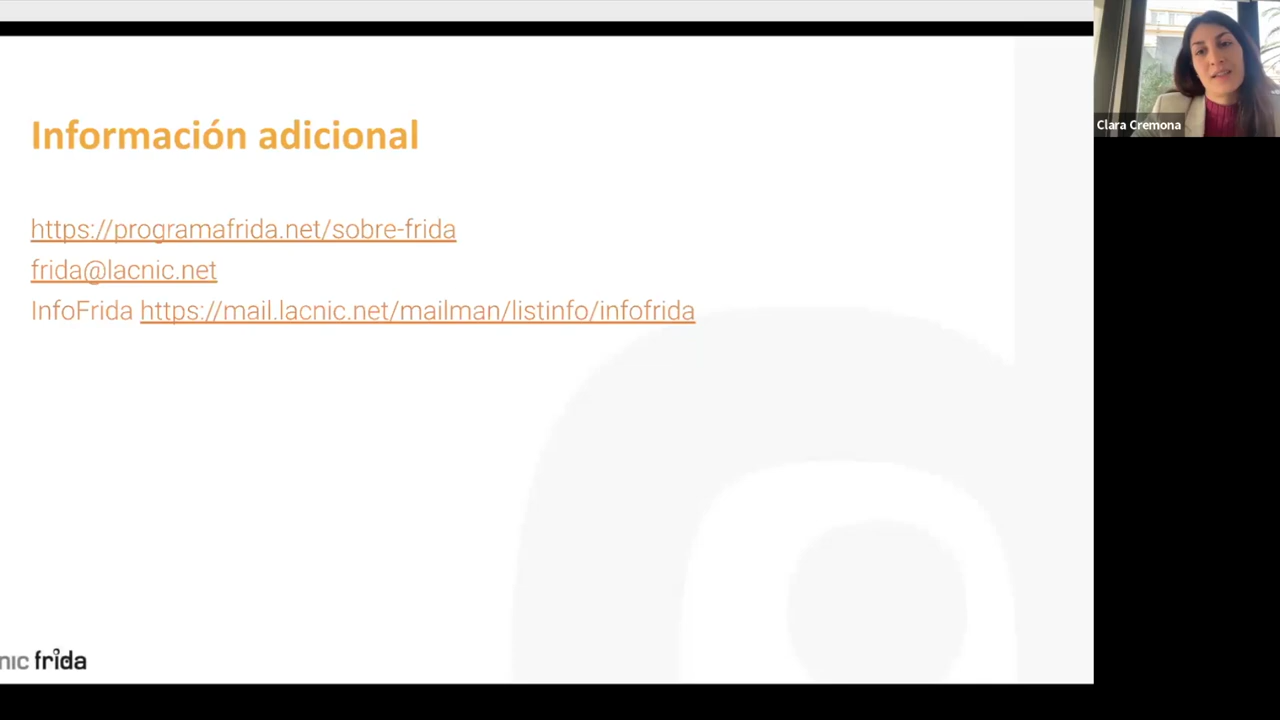 Información adicional
https://programafrida.net/sobre-frida
frida@lacnic.net
InfoFrida https://mail.lacnic.net/mailman/listinfo/infofrida
nic frida
Clara Cremona